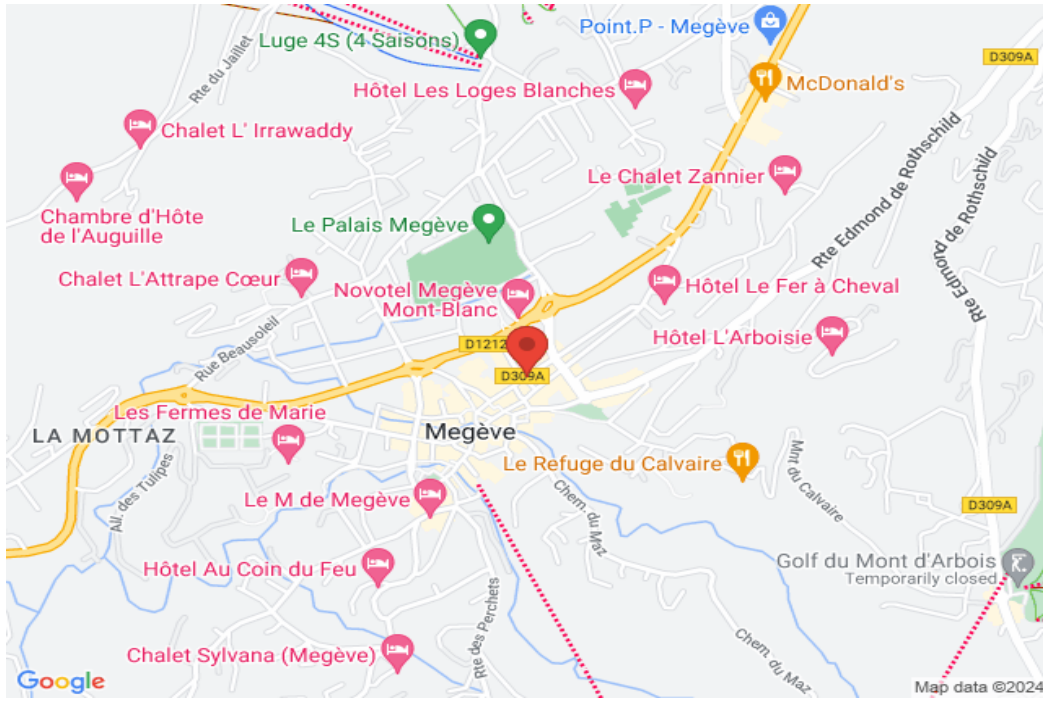 Point.P - Megève
Luge 4S (4 Saisons)
D309A
Rte du Jaillet
McDonald's
Hôtel Les Loges Blanches
Chalet L' Irrawaddy
Rte Edmond de Rothschild
Le Chalet Zannier
Rte Edmond de Rothschild
Chambre d'Hôte
de l'Auguille
Le Palais Megève
Chalet L'Attrape Cœur
Novotel Megève
Mont-Blanc
Hôtel Le Fer à Cheval
Hôtel L'Arboisie
Rue Beausoleil
D1212
D309A
Les Fermes de Marie
LA MOTTAZ
Megève
Le Refuge du Calvaire
Mnt du Calvaire
All. des Tulipes
Le M de Megève
Chem. du Maz
D309A
Hôtel Au Coin du Feu
Golf du Mont d'Arbois
Temporarily closed
Rte des Perchets
Chalet Sylvana (Megève)
Chem. du Maz
Google
Map data ©2024